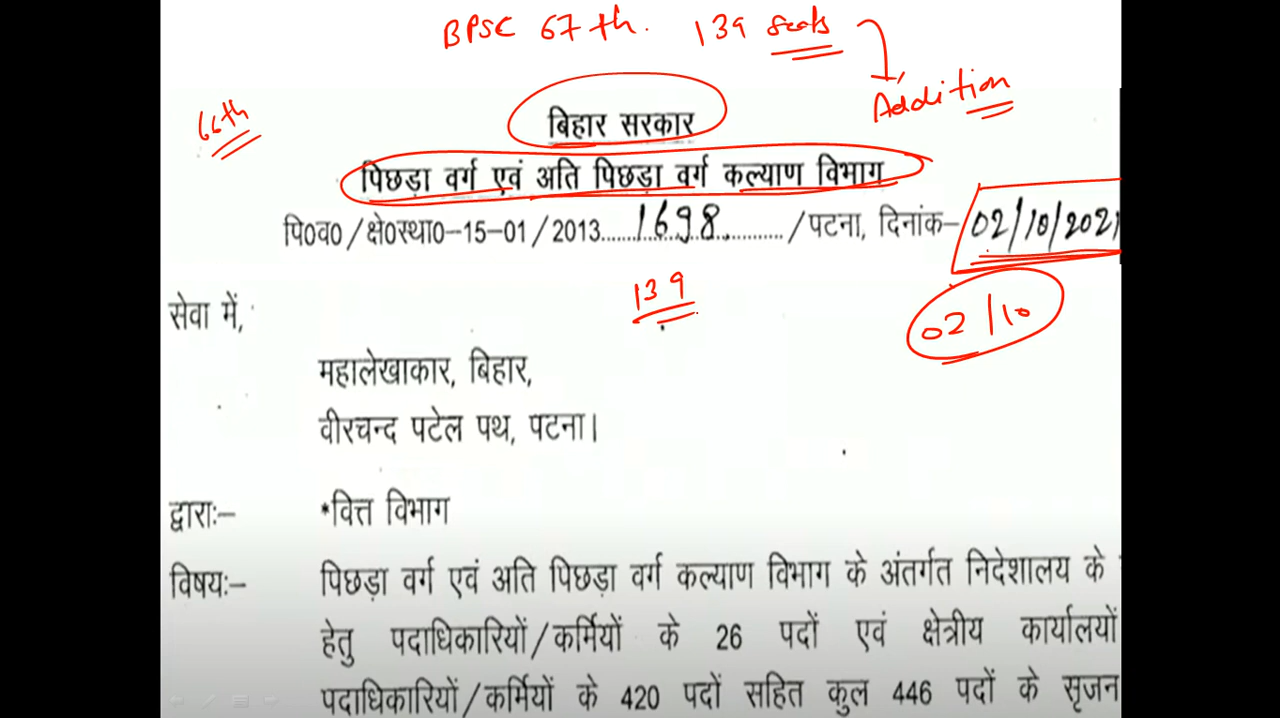 BPSC 67th. 139 seats
Addition
66th
बिहार सरकार
पिछड़ा वर्ग एवं अति पिछड़ा वर्ग कल्याण विभाग
पि0व0/क्षे0स्था0-15-01/2013....1698..../पटना, दिनांक- 02/10/2021
139
02/10
सेवा में,
महालेखाकार, बिहार,
वीरचन्द पटेल पथ, पटना।
द्वाराः- *वित्त विभाग
विषयः- पिछड़ा वर्ग एवं अति पिछड़ा वर्ग कल्याण विभाग के अंतर्गत निदेशालय के
हेतु पदाधिकारियों/कर्मियों के 26 पदों एवं क्षेत्रीय कार्यालयों
पदाधिकारियों/कर्मियों के 420 पदों सहित कुल 446 पदों के सृजन